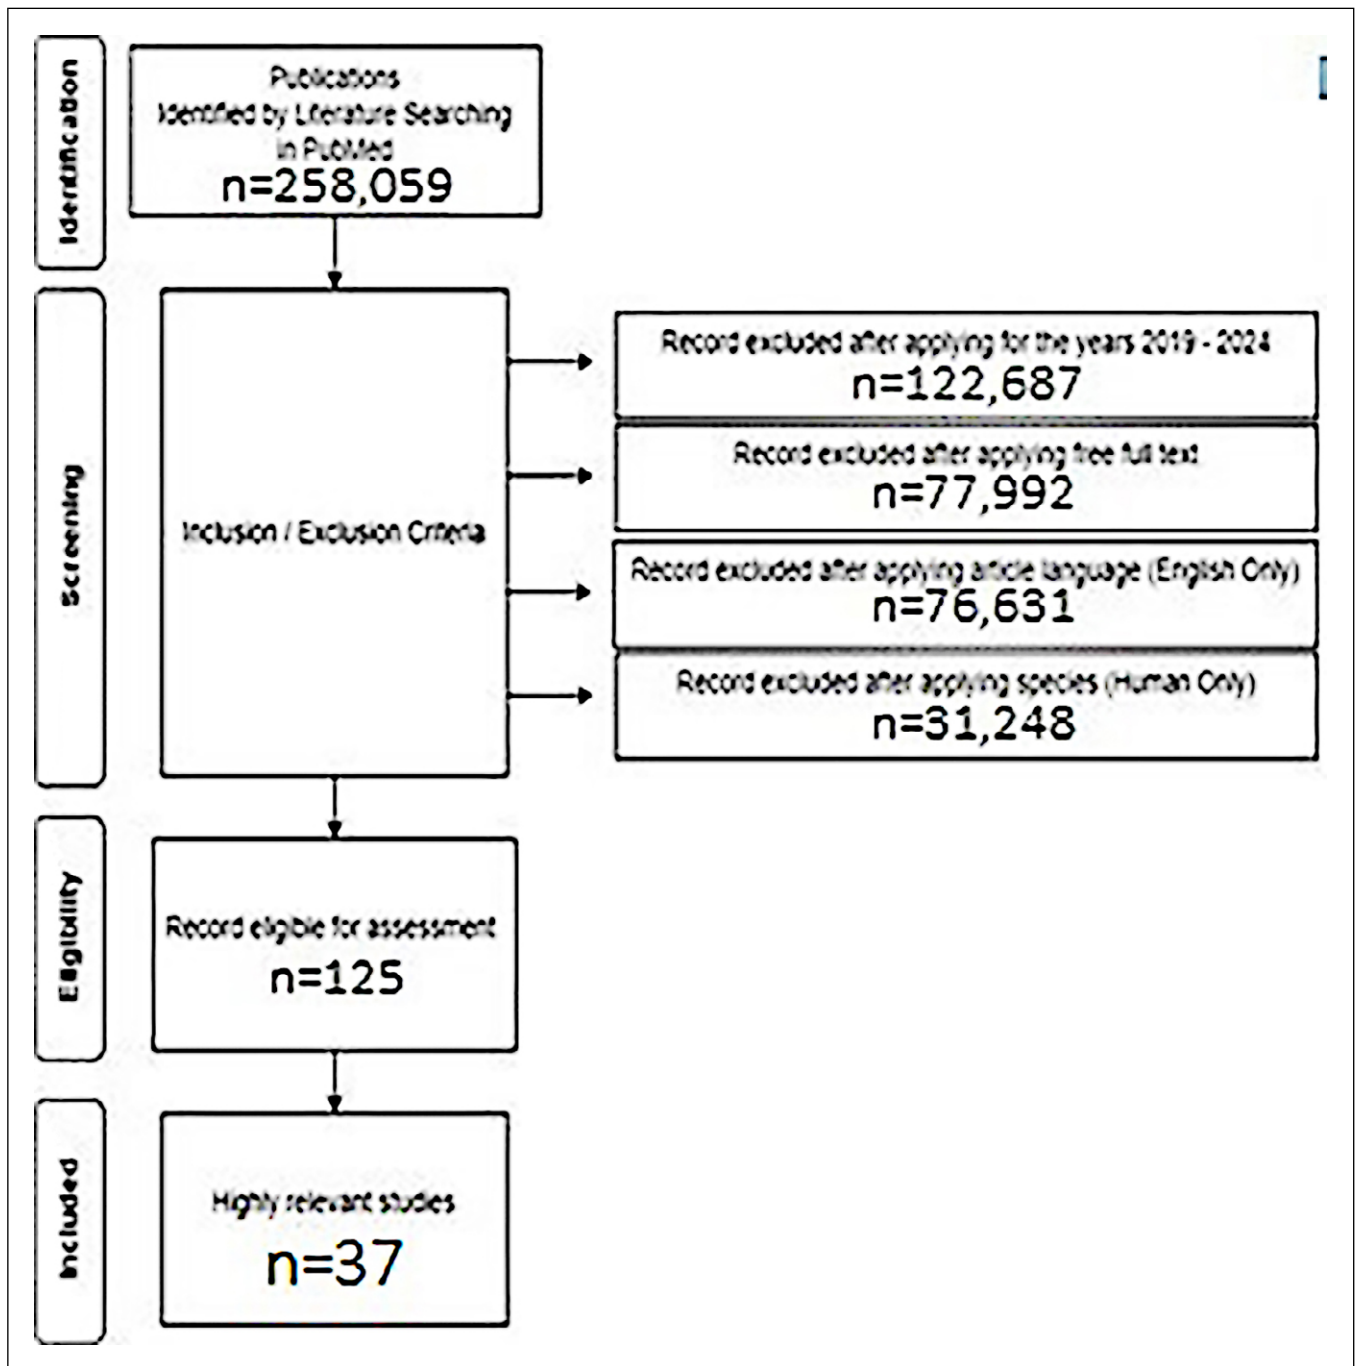 Identification
Publications
Identified by Literature Searching
in PubMed
n=258,059
Screening
Inclusion / Exclusion Criteria
Record excluded after applying for the years 2019 - 2024
n=122,687
Record excluded after applying free full text
n=77,992
Record excluded after applying article language (English Only)
n=76,631
Record excluded after applying species (Human Only)
n=31,248
Eligibility
Record eligible for assessment
n=125
Included
Highly relevant studies
n=37